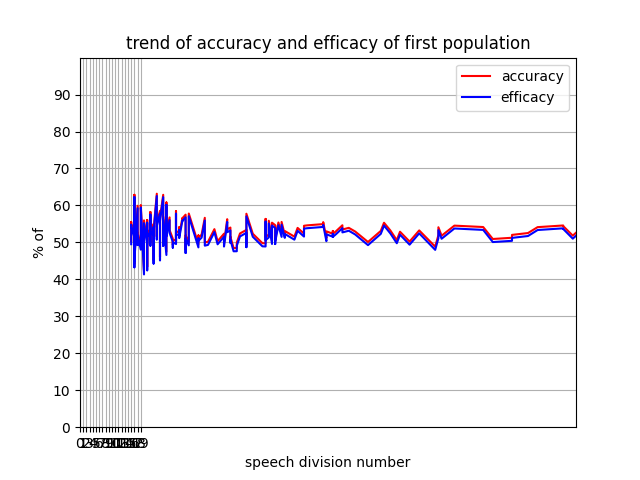 trend of accuracy and efficacy of first population
accuracy
efficacy
90
80
70
60
50
40
30
20
10
0
% of
speech division number